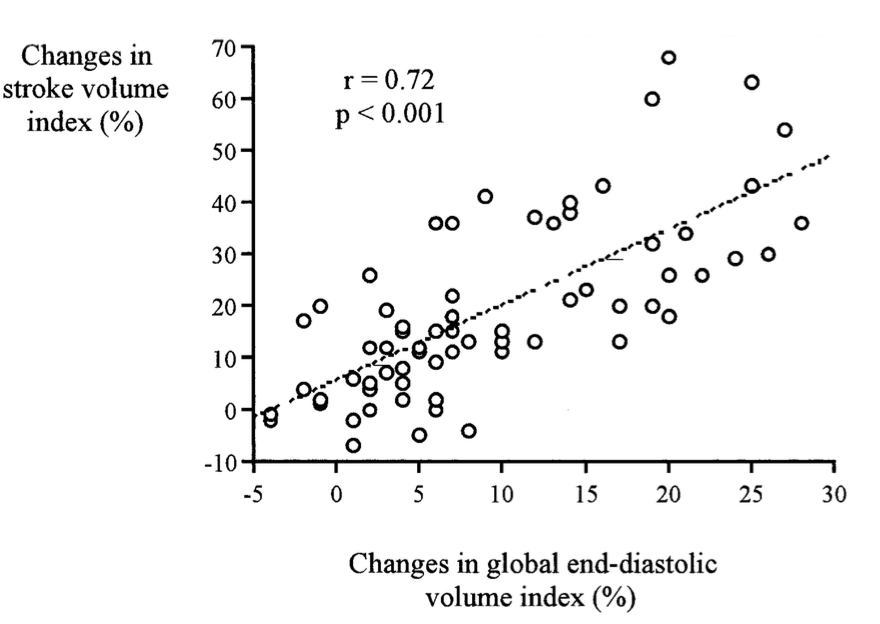 Changes in
stroke volume
index (%)
r = 0.72
p < 0.001
70
60
50
40
30
20
10
0
-10
-5
0
5
10
15
20
25
30
Changes in global end-diastolic
volume index (%)